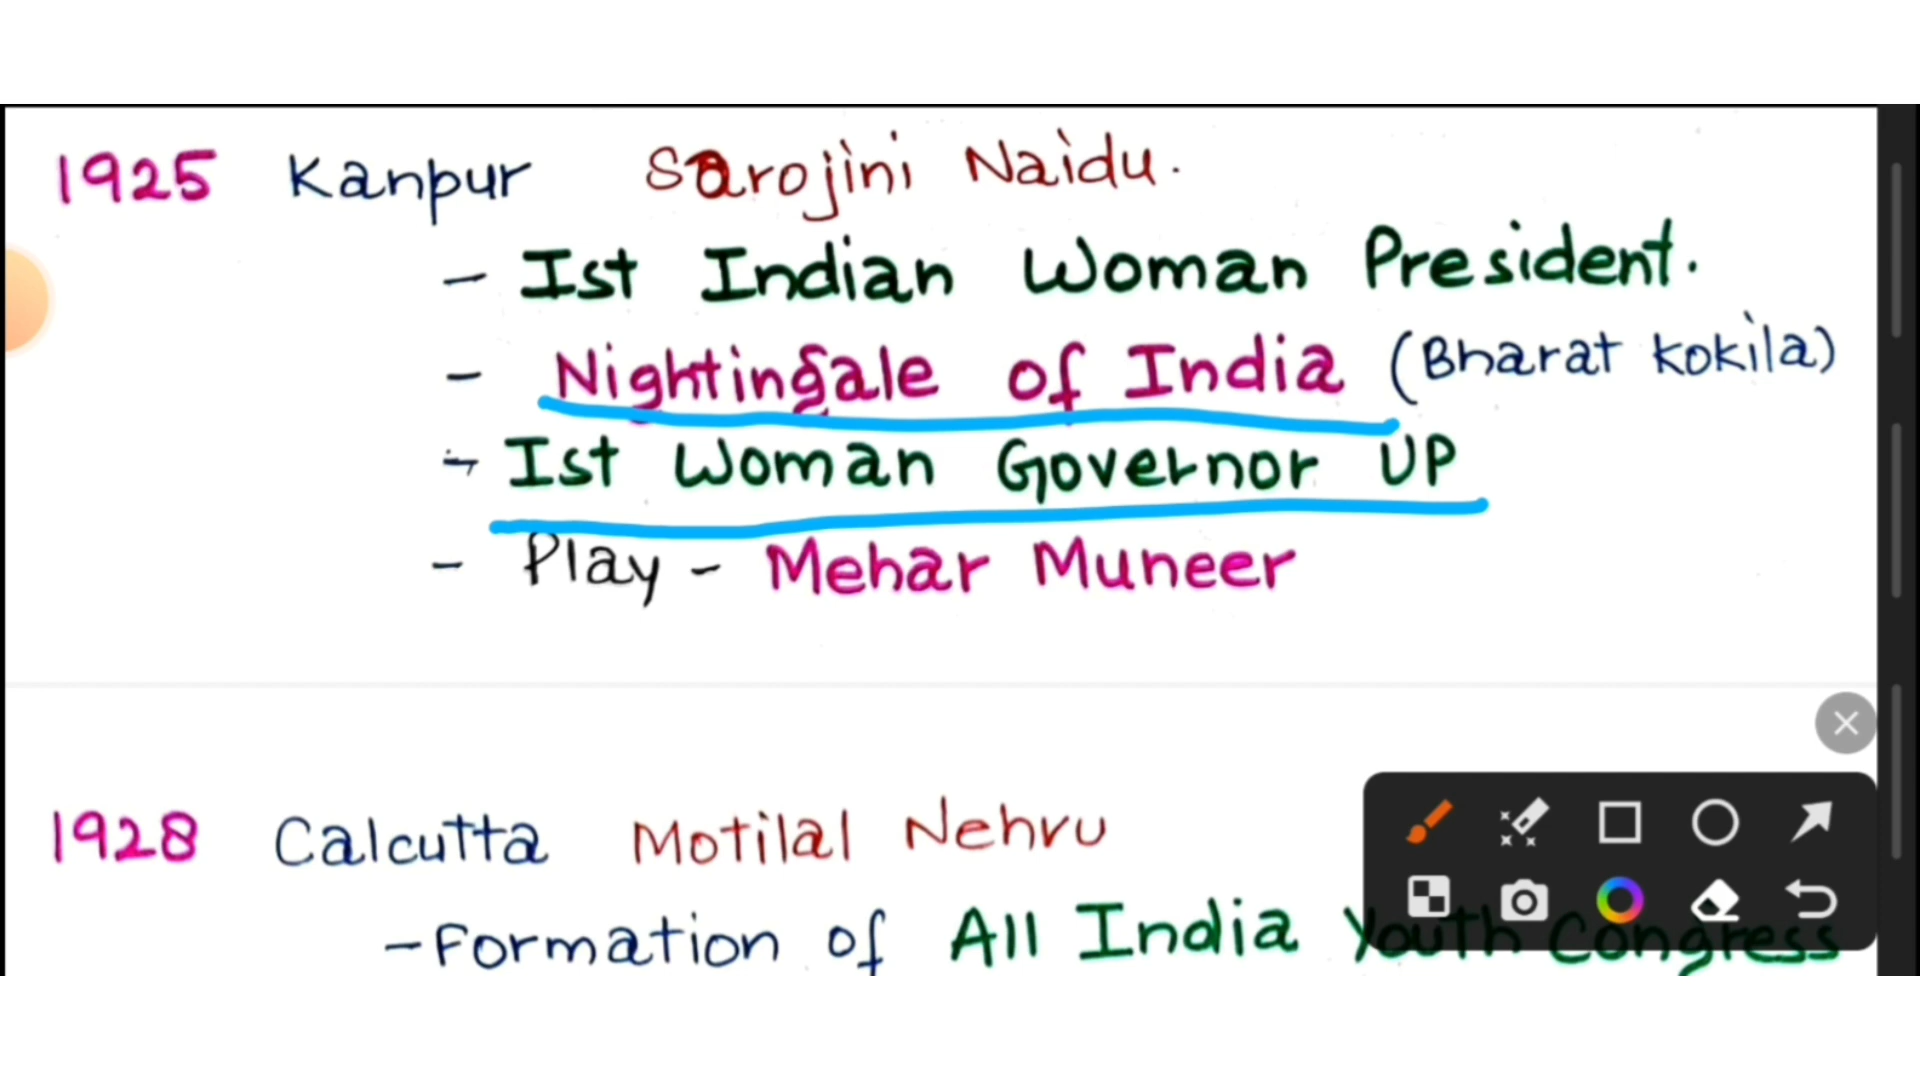 1925 Kanpur Sarojini Naidu.
- Ist Indian Woman President.
- Nightingale of India (Bharat Kokila)
- Ist Woman Governor UP
- Play - Mehar Muneer
1928 Calcutta Motilal Nehru
- Formation of All India Youth Congress